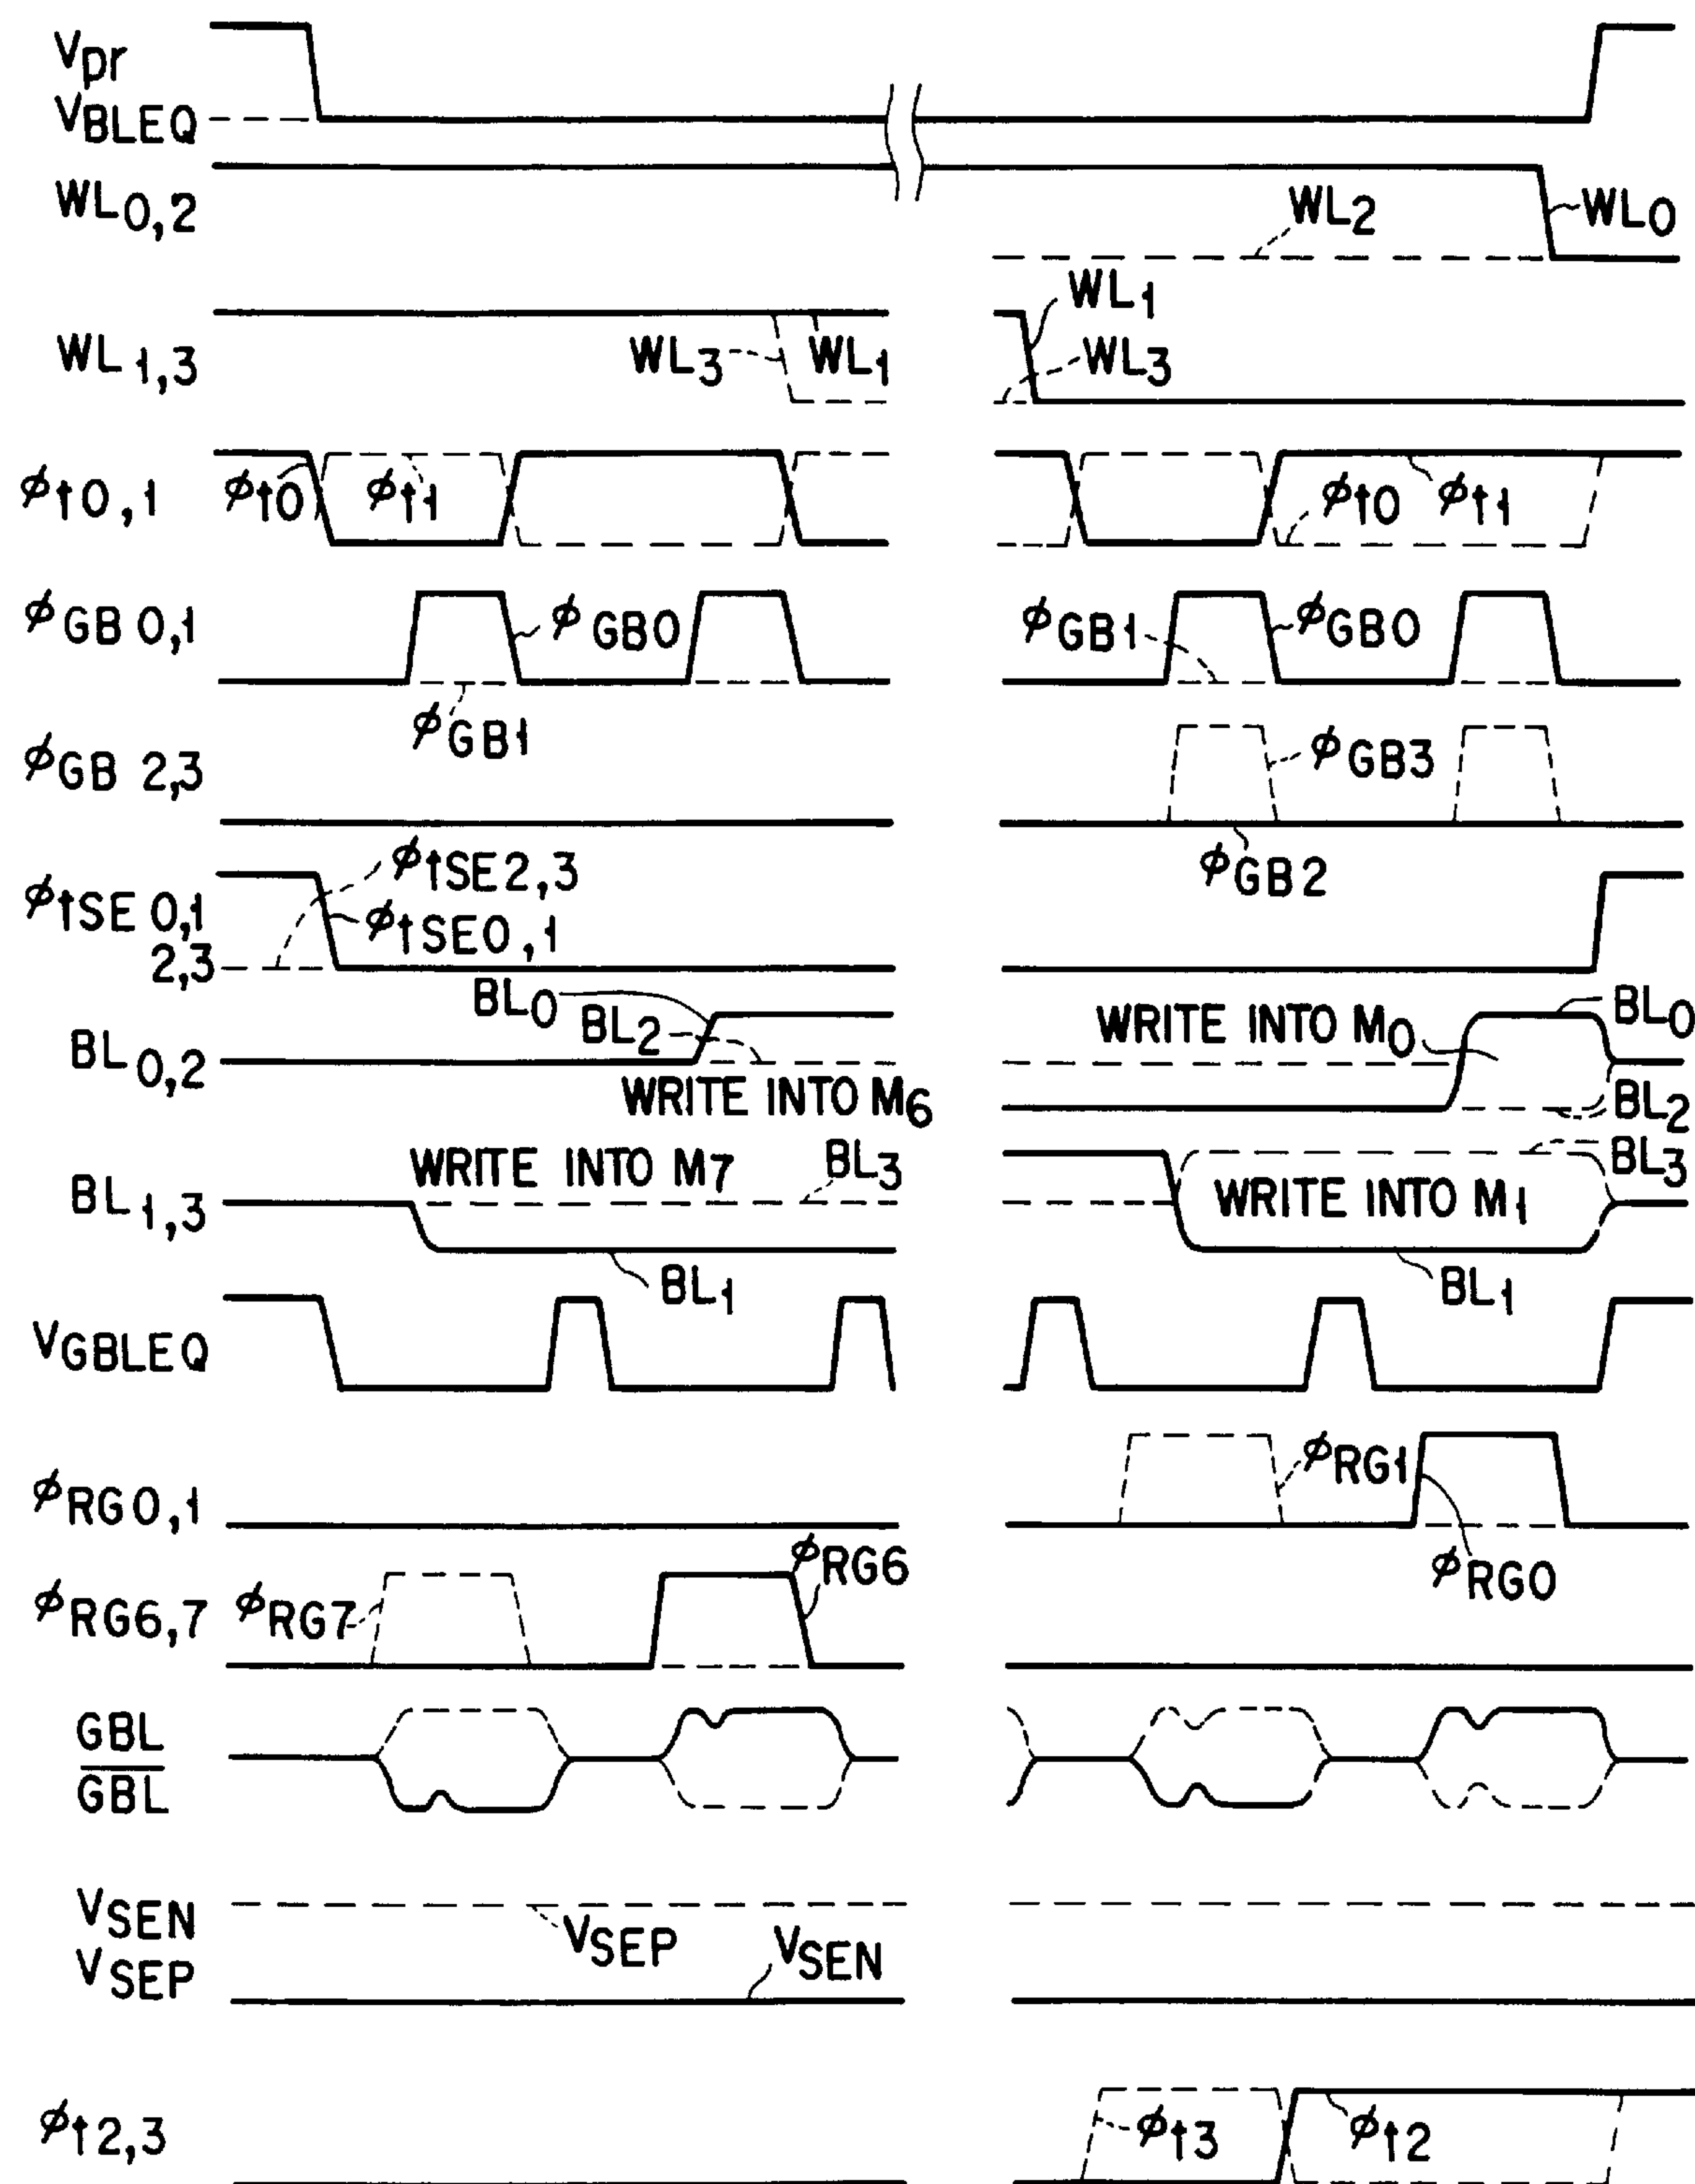 Vpr
VBLEQ
WL0,2
WL2
WL0
WL1
WL1,3
WL3
WL1
WL3
φt0,1
φt0
φt1
φt0
φt1
φGB0,1
φGB0
φGB1
φGB0
φGB1
φGB 2,3
φGB3
φtSE2,3
φGB2
φtSE0,1
φtSE0,1
2,3
BL0
BL2
WRITE INTO M0
BL0
BL0,2
WRITE INTO M6
BL2
WRITE INTO M7
BL3
BL3
BL1,3
WRITE INTO M1
BL1
BL1
VGBLEQ
φRG1
φRG0,1
φRG6
φRG0
φRG6,7
φRG7
GBL
GBL
VSEN
VSEP
VSEN
VSEP
φt2,3
φt3
φt2